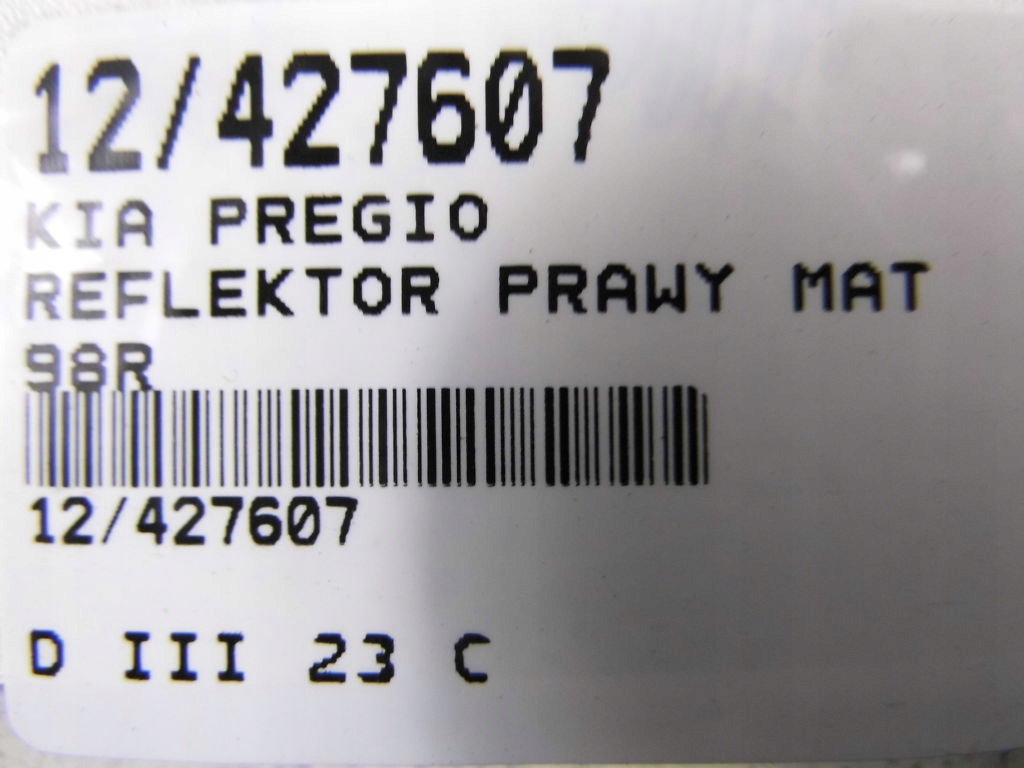 12/427607
KIA PREGIO
REFLEKTOR PRAWY MAT
98R
12/427607
D III 23 C